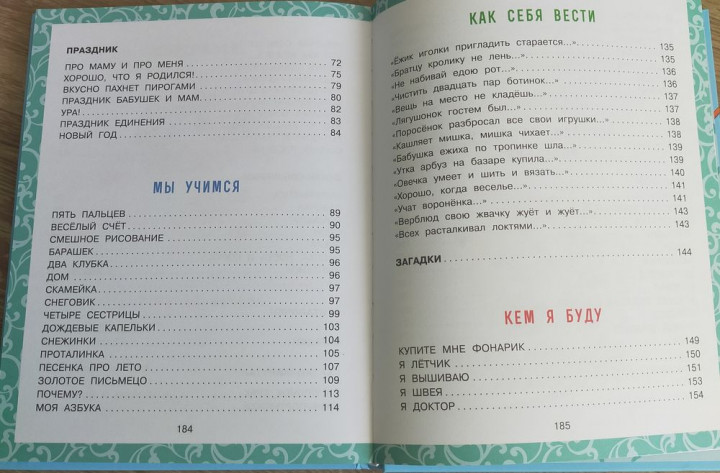 ПРАЗДНИК
ПРО МАМУ И ПРО МЕНЯ 72
ХОРОШО, ЧТО Я РОДИЛСЯ! 75
ВКУСНО ПАХНЕТ ПИРОГАМИ 79
ПРАЗДНИК БАБУШЕК И МАМ 80
УРА! 82
ПРАЗДНИК ЕДИНЕНИЯ 83
НОВЫЙ ГОД 84
МЫ УЧИМСЯ
ПЯТЬ ПАЛЬЦЕВ 89
ВЕСЁЛЫЙ СЧЁТ 90
СМЕШНОЕ РИСОВАНИЕ 95
БАРАШЕК 95
ДВА КЛУБКА 96
ДОМ 96
СКАМЕЙКА 97
СНЕГОВИК 97
ЧЕТЫРЕ СЕСТРИЦЫ 99
ДОЖДЕВЫЕ КАПЕЛЬКИ 103
СНЕЖИНКИ 104
ПРОТАЛИНКА 105
ПЕСЕНКА ПРО ЛЕТО 107
ЗОЛОТОЕ ПИСЬМЕЦО 109
ПОЧЕМУ? 113
МОЯ АЗБУКА 114
184
КАК СЕБЯ ВЕСТИ
«Ёжик иголки пригладить старается...» 135
«Братцу кролику не лень...» 135
«Не набивай едою рот...» 136
«Чистить двадцать пар ботинок...» 136
«Вещь на место не кладёшь...» 137
«Лягушонок гостем был...» 137
«Поросёнок разбросал все свои игрушки...» 138
«Кашляет мишка, мишка чихает...» 138
«Бабушка ежиха по тропинке шла...» 139
«Утка арбуз на базаре купила...» 139
«Овечка умеет и шить и вязать...» 140
«Хорошо, когда веселье...» 141
«Учат воронёнка...» 141
«Верблюд свою жвачку жуёт и жуёт...» 143
«Всех расталкивал локтями...» 143
ЗАГАДКИ 144
КЕМ Я БУДУ
КУПИТЕ МНЕ ФОНАРИК 149
Я ЛЁТЧИК 150
Я ВЫШИВАЮ 151
Я ШВЕЯ 153
Я ДОКТОР 154
185